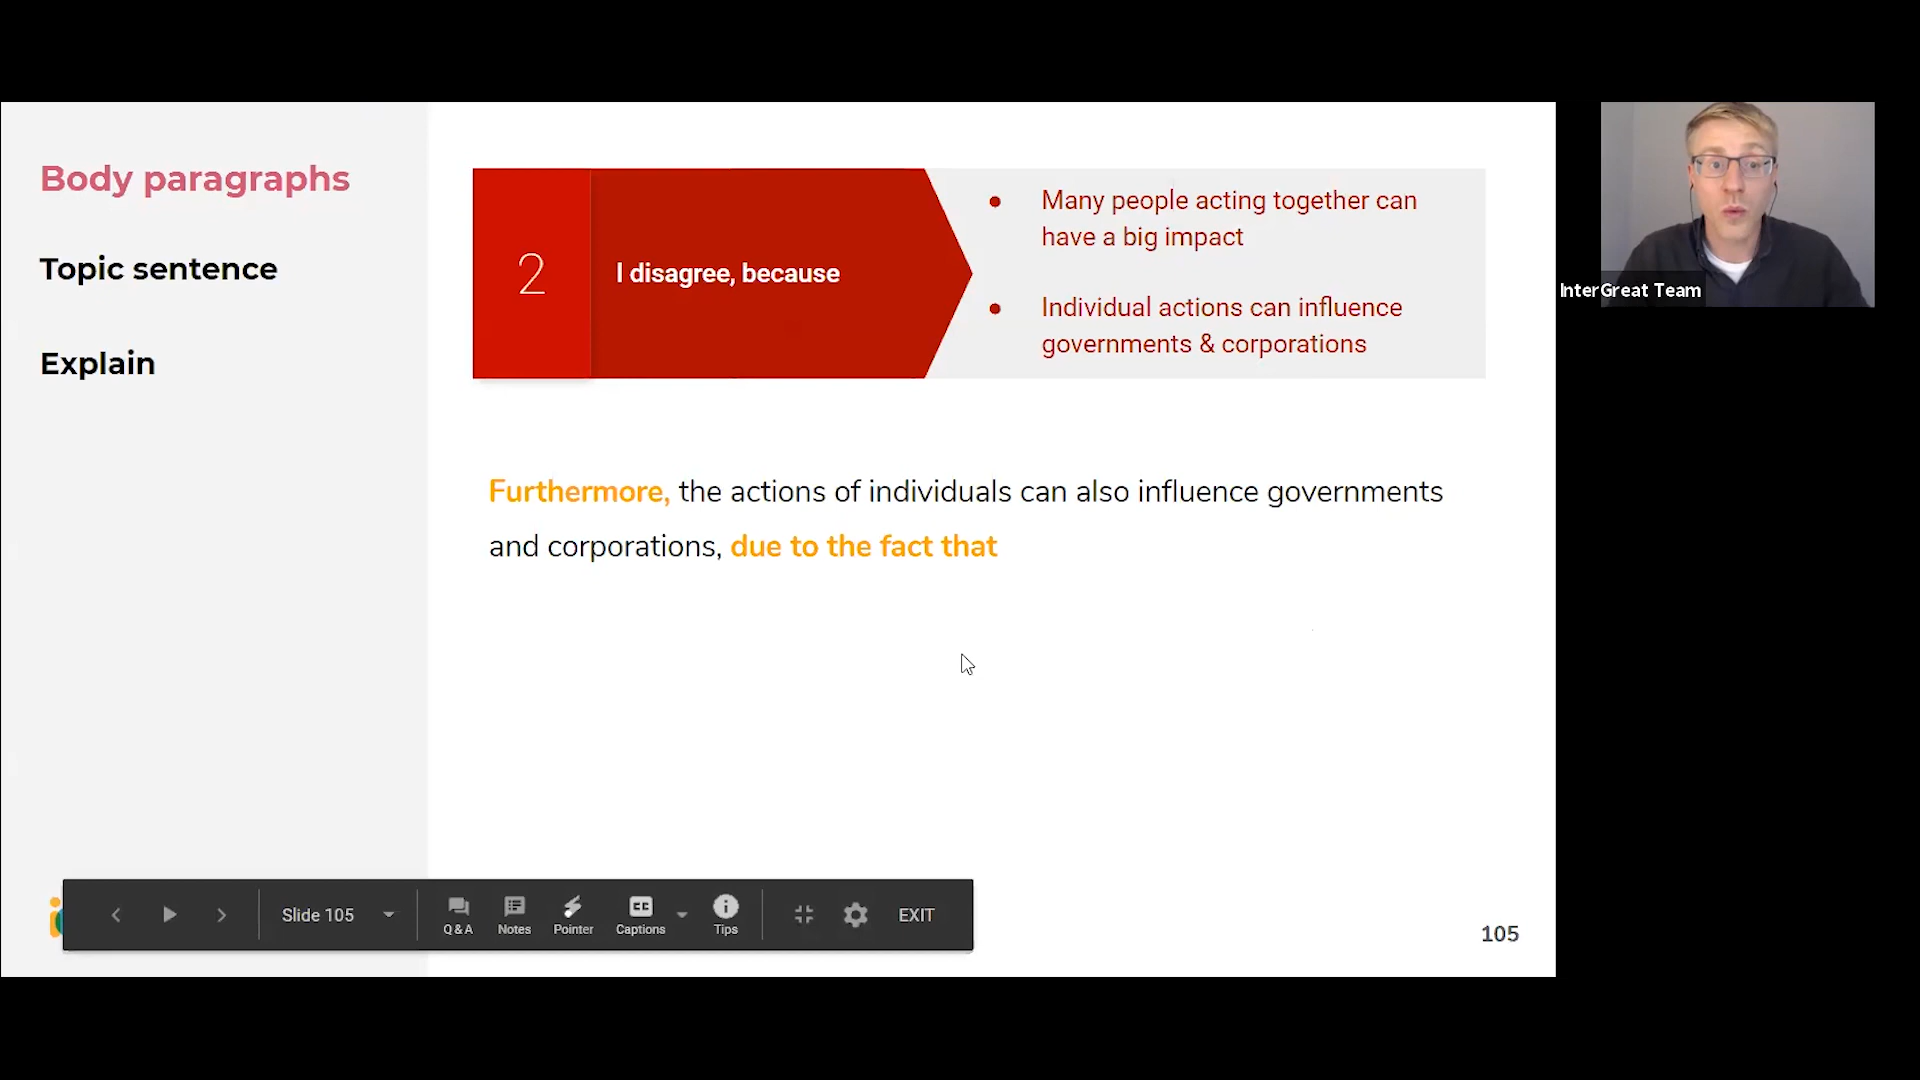 Body paragraphs
Topic sentence
Explain
2
I disagree, because
• Many people acting together can
have a big impact
• Individual actions can influence
governments & corporations
Furthermore, the actions of individuals can also influence governments
and corporations, due to the fact that
InterGreat Team
Slide 105
Q&A
Notes
Pointer
CC
Captions
Tips
EXIT
105